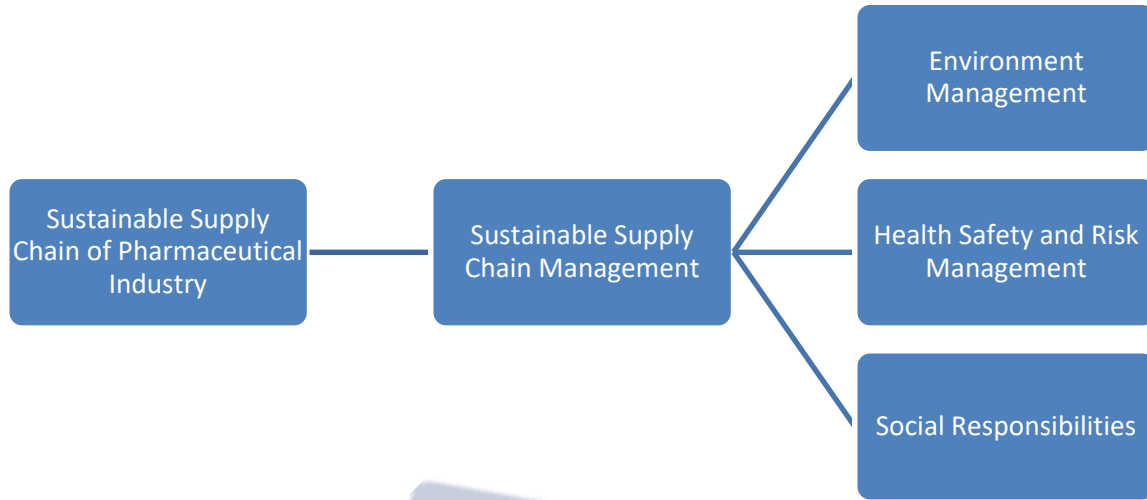 Environment
Management
Sustainable Supply
Chain of Pharmaceutical
Industry
Sustainable Supply
Chain Management
Health Safety and Risk
Management
Social Responsibilities